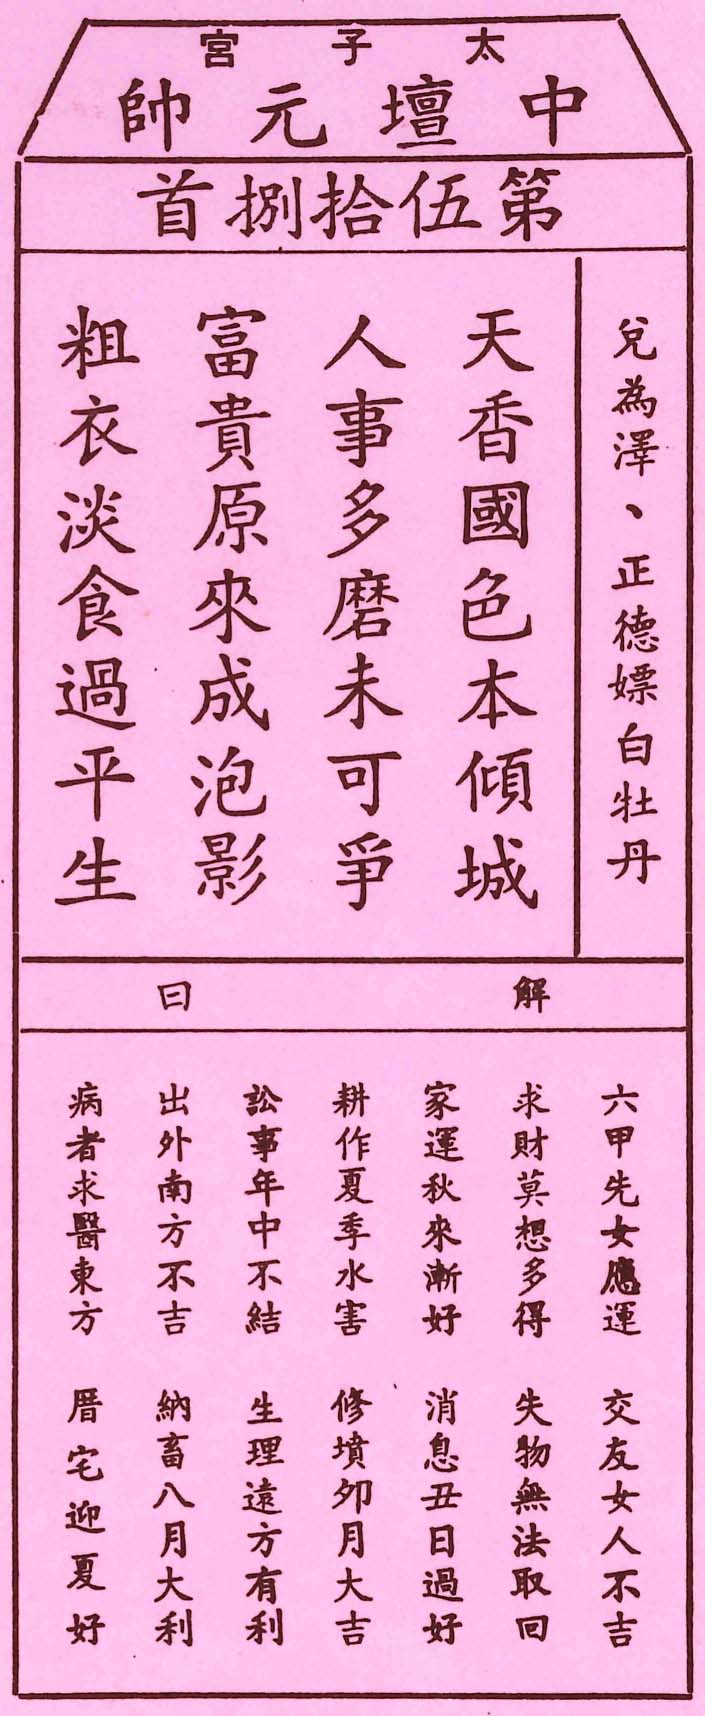 太子宮
中壇元帥
第伍拾捌首
兌為澤、正德嫖白牡丹
天香國色本傾城
人事多磨未可爭
富貴原來成泡影
粗衣淡食過平生
解曰
六甲先女應運 交友女人不吉
求財莫想多得 失物無法取回
家運秋來漸好 消息丑日過好
耕作夏季水害 修墳卯月大吉
訟事年中不結 生理遠方有利
出外南方不吉 納畜八月大利
病者求醫東方 厝宅迎夏好